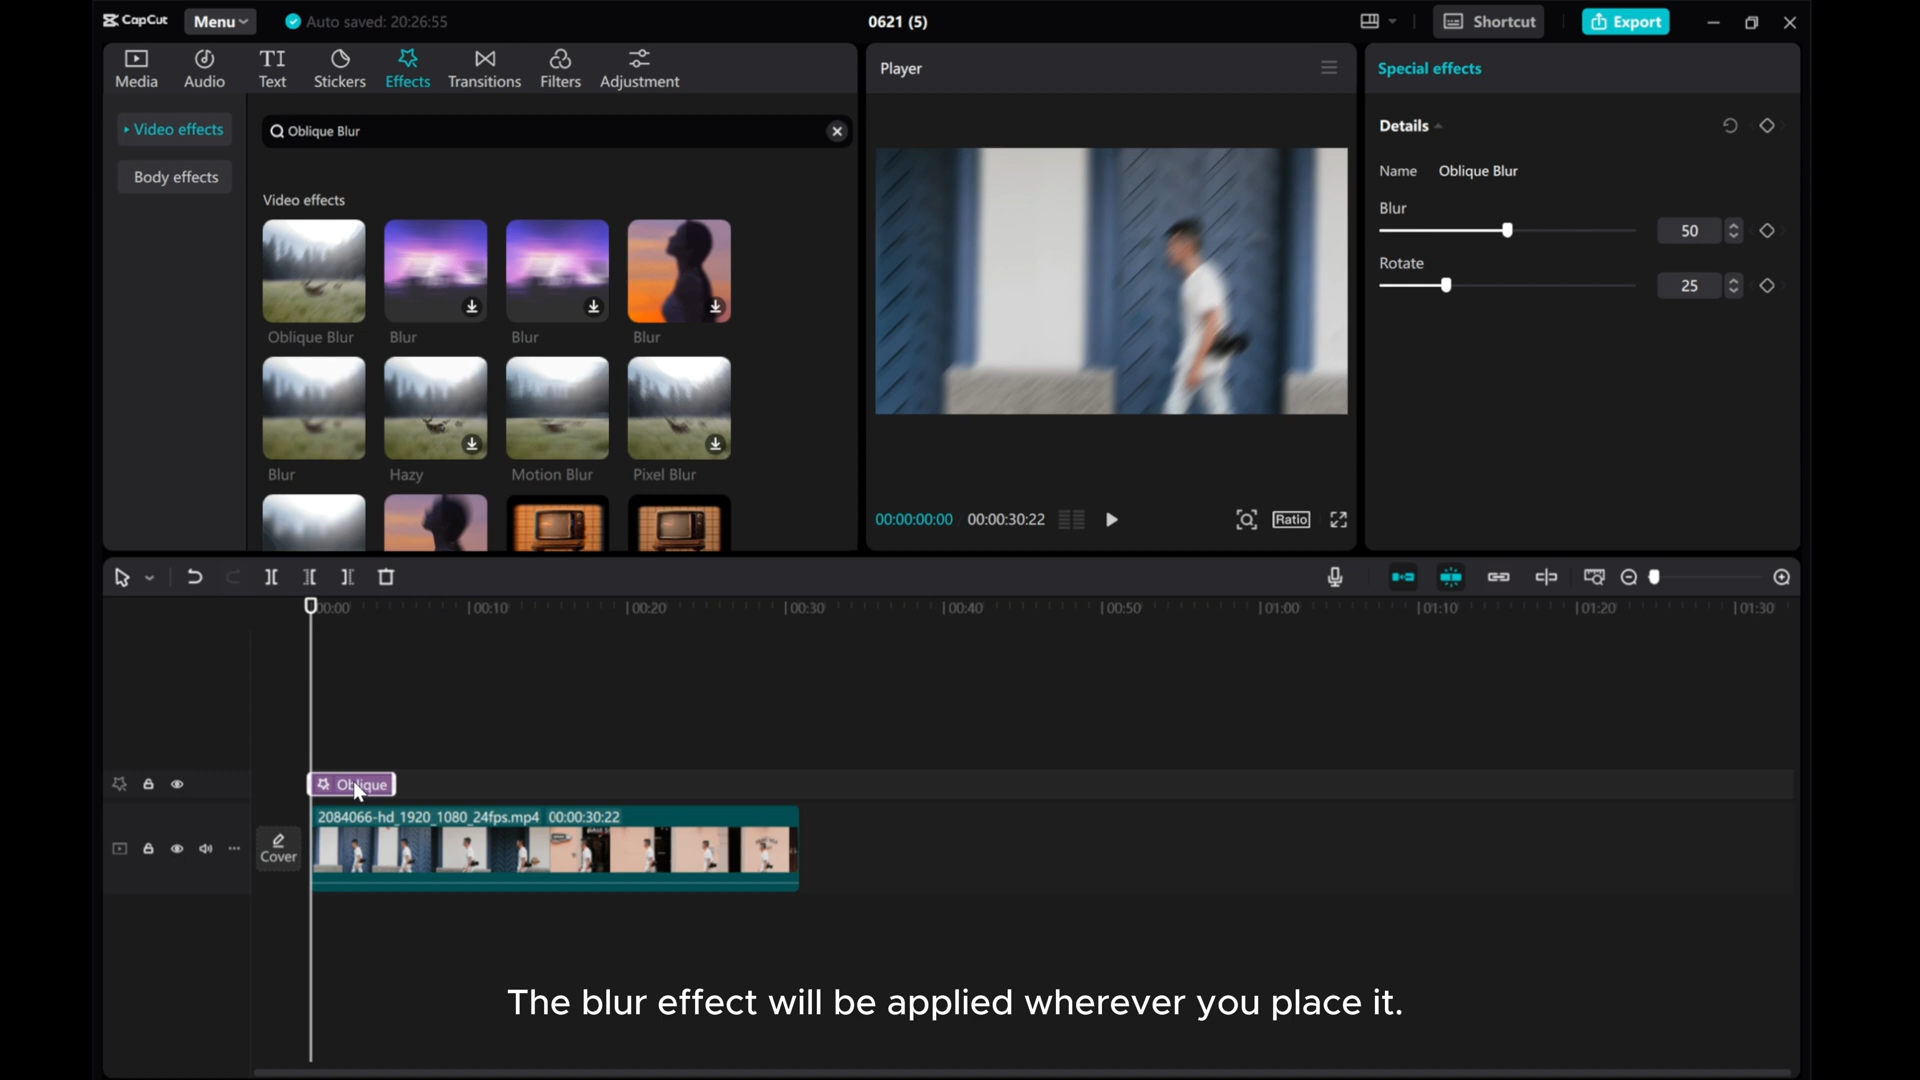 CapCut
Menu
Auto saved: 20:26:55
0621 (5)
Shortcut
Export
Media
Audio
TI
Text
Stickers
Effects
Transitions
Filters
Adjustment
Video effects
Body effects
Oblique Blur
Video effects
Oblique Blur
Blur
Blur
Blur
Blur
Hazy
Motion Blur
Pixel Blur
Player
00:00:00:00
00:00:30:22
Ratio
Special effects
Details
Name Oblique Blur
Blur
50
Rotate
25
00:00
00:10
00:20
00:30
00:40
00:50
01:00
01:10
01:20
01:30
Oblique
2084066-hd_1920_1080_24fps.mp4 00:00:30:22
Cover
The blur effect will be applied wherever you place it.